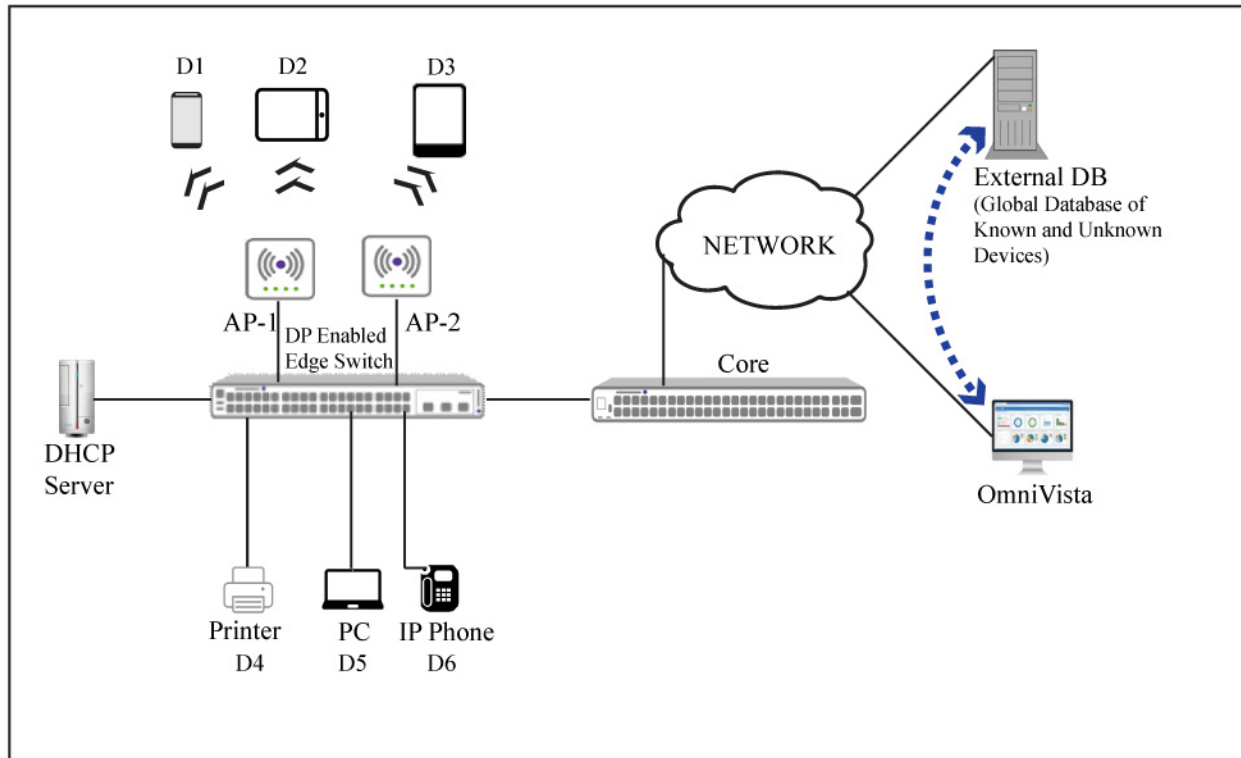 D1
D2
D3
External DB
(Global Database of
Known and Unknown
Devices)
NETWORK
AP-1
AP-2
DP Enabled
Edge Switch
Core
DHCP
Server
OmniVista
Printer
D4
PC
D5
IP Phone
D6